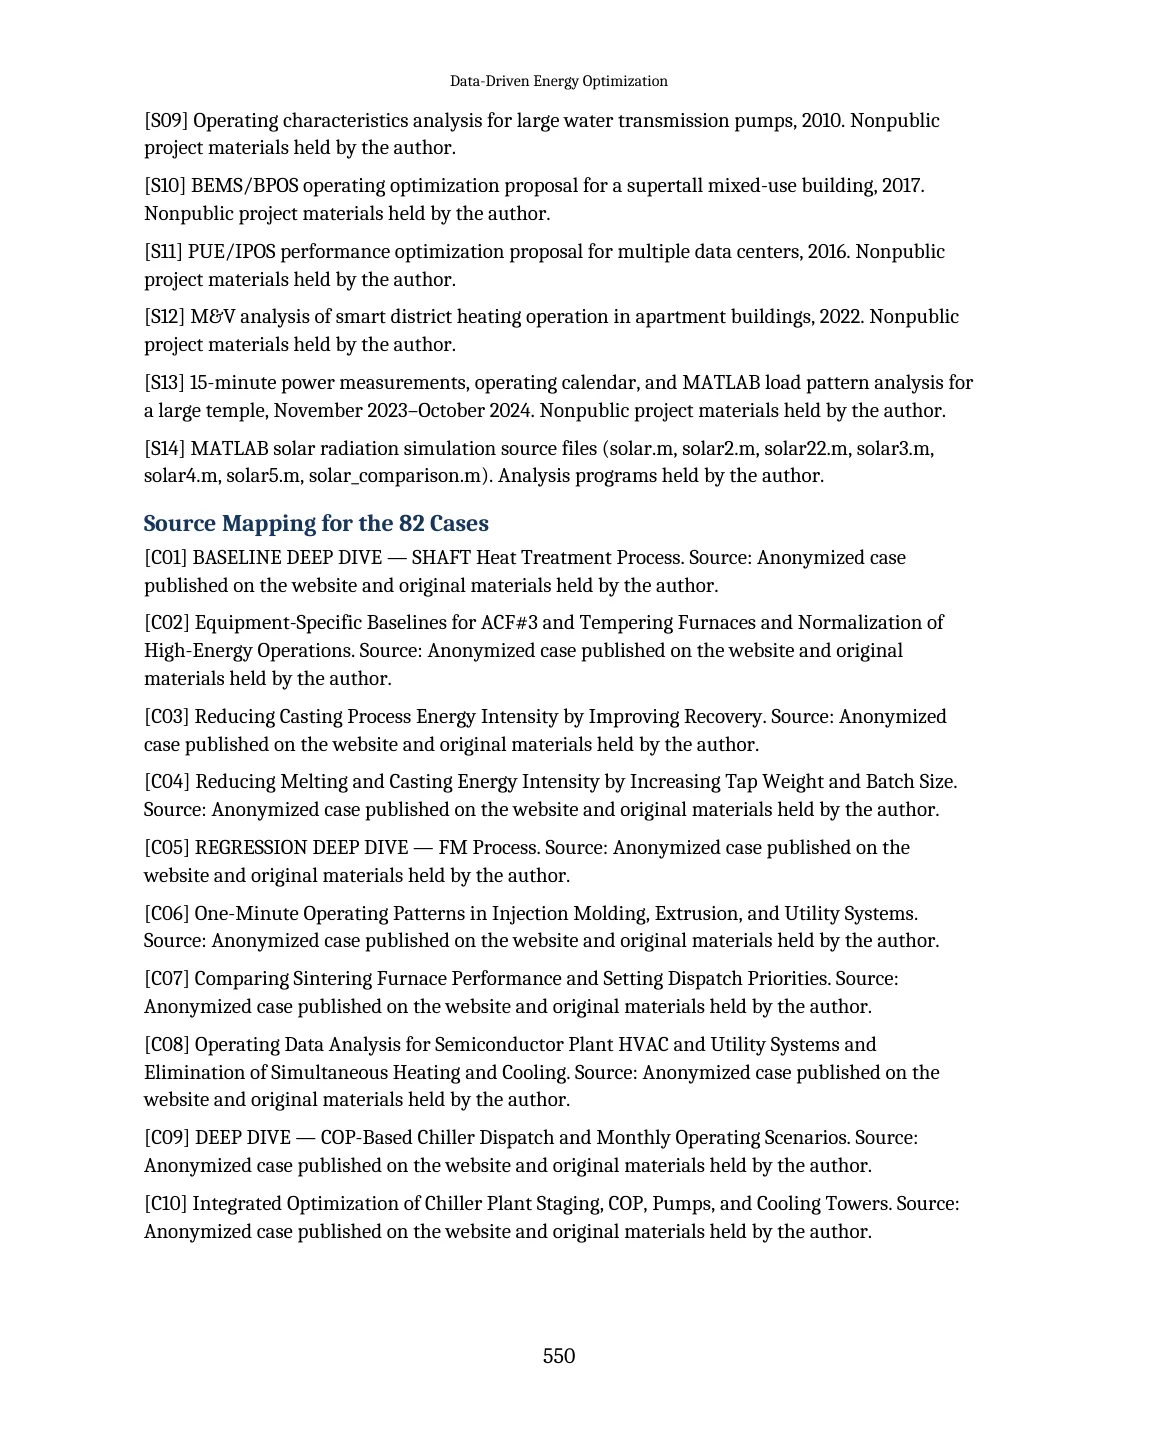 Data-Driven Energy Optimization
[S09] Operating characteristics analysis for large water transmission pumps, 2010. Nonpublic
project materials held by the author.
[S10] BEMS/BPOS operating optimization proposal for a supertall mixed-use building, 2017.
Nonpublic project materials held by the author.
[S11] PUE/IPOS performance optimization proposal for multiple data centers, 2016. Nonpublic
project materials held by the author.
[S12] M&V analysis of smart district heating operation in apartment buildings, 2022. Nonpublic
project materials held by the author.
[S13] 15-minute power measurements, operating calendar, and MATLAB load pattern analysis for
a large temple, November 2023–October 2024. Nonpublic project materials held by the author.
[S14] MATLAB solar radiation simulation source files (solar.m, solar2.m, solar22.m, solar3.m,
solar4.m, solar5.m, solar_comparison.m). Analysis programs held by the author.
Source Mapping for the 82 Cases
[C01] BASELINE DEEP DIVE — SHAFT Heat Treatment Process. Source: Anonymized case
published on the website and original materials held by the author.
[C02] Equipment-Specific Baselines for ACF#3 and Tempering Furnaces and Normalization of
High-Energy Operations. Source: Anonymized case published on the website and original
materials held by the author.
[C03] Reducing Casting Process Energy Intensity by Improving Recovery. Source: Anonymized
case published on the website and original materials held by the author.
[C04] Reducing Melting and Casting Energy Intensity by Increasing Tap Weight and Batch Size.
Source: Anonymized case published on the website and original materials held by the author.
[C05] REGRESSION DEEP DIVE — FM Process. Source: Anonymized case published on the
website and original materials held by the author.
[C06] One-Minute Operating Patterns in Injection Molding, Extrusion, and Utility Systems.
Source: Anonymized case published on the website and original materials held by the author.
[C07] Comparing Sintering Furnace Performance and Setting Dispatch Priorities. Source:
Anonymized case published on the website and original materials held by the author.
[C08] Operating Data Analysis for Semiconductor Plant HVAC and Utility Systems and
Elimination of Simultaneous Heating and Cooling. Source: Anonymized case published on the
website and original materials held by the author.
[C09] DEEP DIVE — COP-Based Chiller Dispatch and Monthly Operating Scenarios. Source:
Anonymized case published on the website and original materials held by the author.
[C10] Integrated Optimization of Chiller Plant Staging, COP, Pumps, and Cooling Towers. Source:
Anonymized case published on the website and original materials held by the author.
550